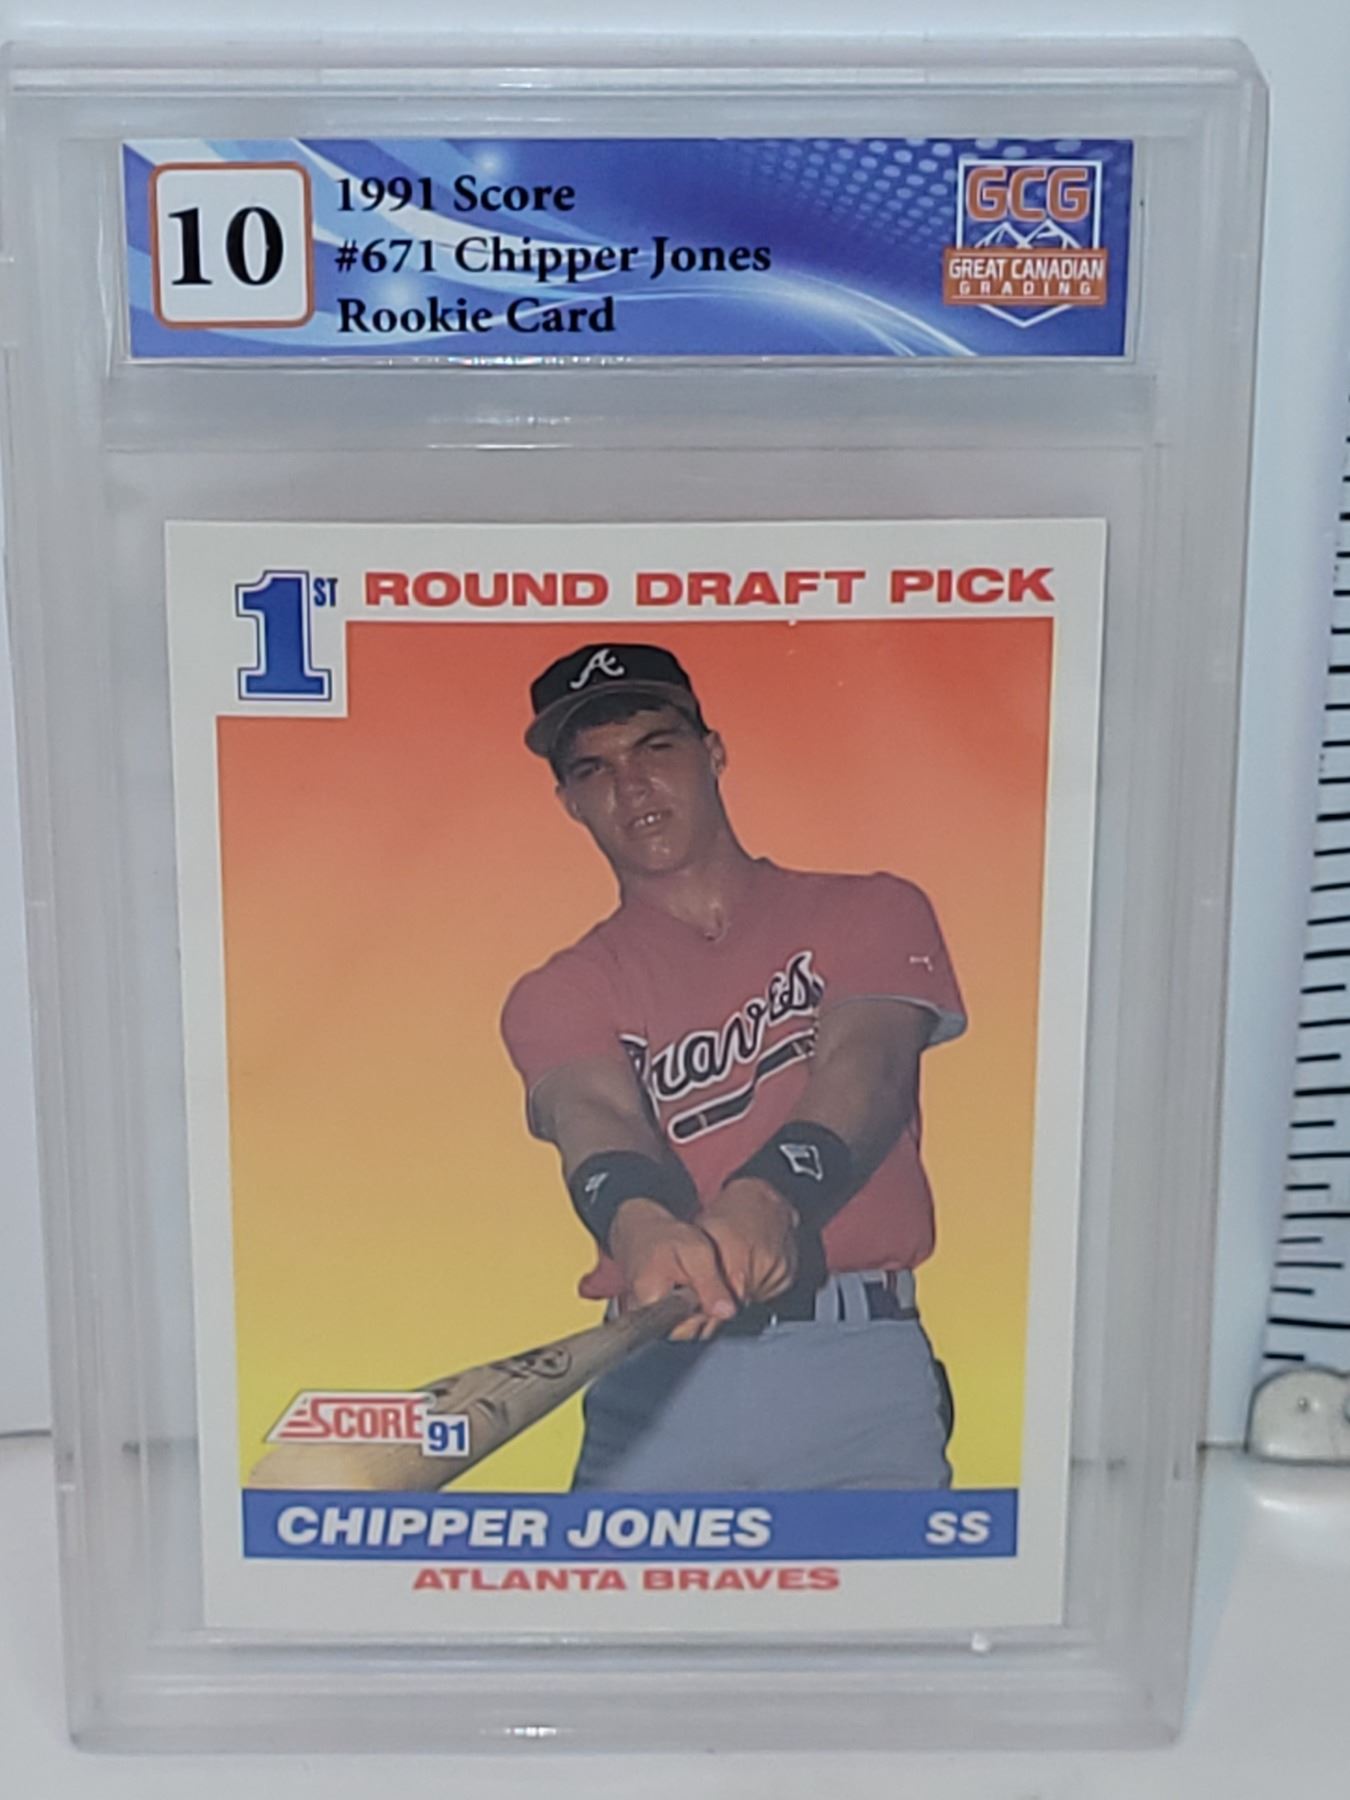 10
1991 Score
#671 Chipper Jones
Rookie Card
GCG
GREAT CANADIAN
GRADING
1ST ROUND DRAFT PICK
A
Braves
SCORE 91
CHIPPER JONES SS
ATLANTA BRAVES